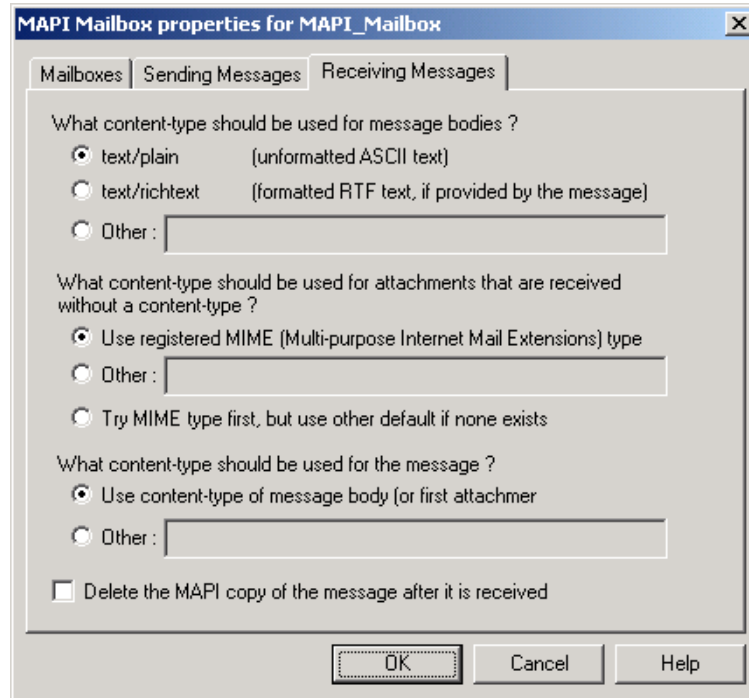 MAPI Mailbox properties for MAPI_Mailbox
Mailboxes Sending Messages Receiving Messages
What content-type should be used for message bodies ?
text/plain (unformatted ASCII text)
text/richtext (formatted RTF text, if provided by the message)
Other :
What content-type should be used for attachments that are received
without a content-type ?
Use registered MIME (Multi-purpose Internet Mail Extensions) type
Other :
Try MIME type first, but use other default if none exists
What content-type should be used for the message ?
Use content-type of message body (or first attachmer
Other :
Delete the MAPI copy of the message after it is received
OK Cancel Help